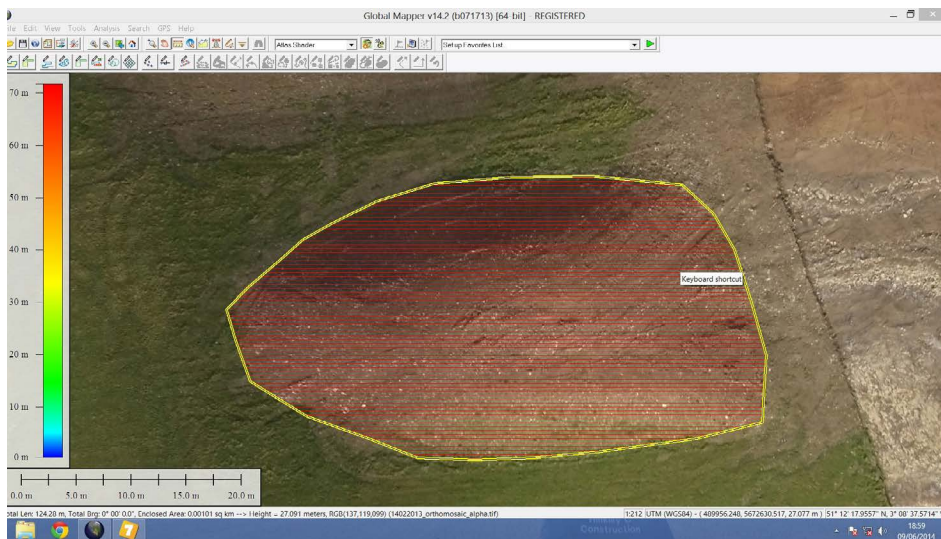 Global Mapper v14.2 (b071713) [64-bit] - REGISTERED
File Edit View Tools Analysis Search GPS Help
Atlas Shader
Setup Favorites List...
70 m
60 m
50 m
40 m
30 m
20 m
10 m
0 m
Keyboard shortcut
0.0 m 5.0 m 10.0 m 15.0 m 20.0 m
otal Len: 124.28 m, Total Brg: 0° 00' 0.0", Enclosed Area: 0.00101 sq km --> Height = 27.091 meters, RGB(137,119,099) (14022013_orthomosaic_alpha.tif)
1:212 UTM (WGS84) - ( 409956.248, 5672630.517, 27.077 m ) 51° 12' 17.9557" N, 3° 08' 37.5714"
Construction
18:59
09/06/2014